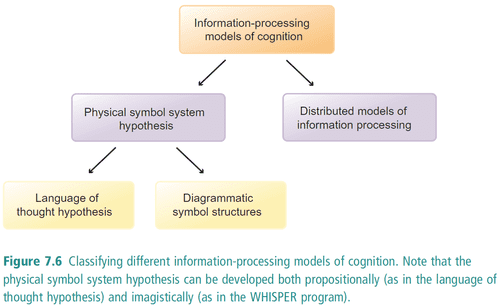 Information-processing
models of cognition
Physical symbol system
hypothesis
Distributed models of
information processing
Language of
thought hypothesis
Diagrammatic
symbol structures
Figure 7.6 Classifying different information-processing models of cognition. Note that the
physical symbol system hypothesis can be developed both propositionally (as in the language of
thought hypothesis) and imagistically (as in the WHISPER program).